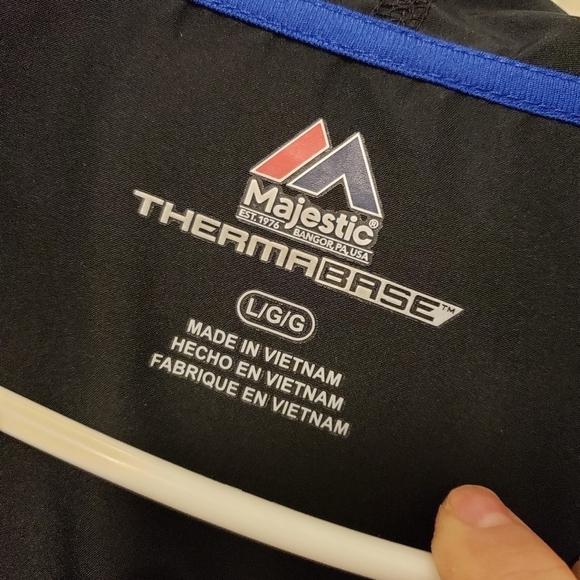 Majestic®
EST. 1976 BANGOR, PA, USA
THERMABASE™
L/G/G
MADE IN VIETNAM
HECHO EN VIETNAM
FABRIQUE EN VIETNAM